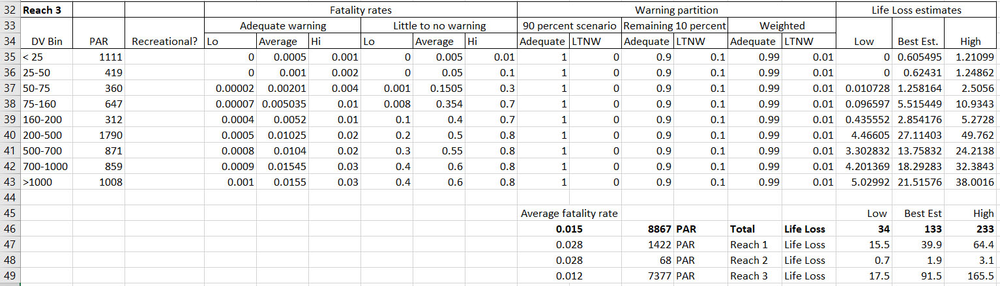 32 Reach 3 Fatality rates Warning partition Life Loss estimates
33 Adequate warning Little to no warning 90 percent scenario Remaining 10 percent Weighted
34 DV Bin PAR Recreational? Lo Average Hi Lo Average Hi Adequate LTNW Adequate LTNW Adequate LTNW Low Best Est. High
35 < 25 1111 0 0.0005 0.001 0 0.005 0.01 1 0 0.9 0.1 0.99 0.01 0 0.605495 1.21099
36 25-50 419 0 0.001 0.002 0 0.05 0.1 1 0 0.9 0.1 0.99 0.01 0 0.62431 1.24862
37 50-75 360 0.00002 0.00201 0.004 0.001 0.1505 0.3 1 0 0.9 0.1 0.99 0.01 0.010728 1.258164 2.5056
38 75-160 647 0.00007 0.005035 0.01 0.008 0.354 0.7 1 0 0.9 0.1 0.99 0.01 0.096597 5.515449 10.9343
39 160-200 312 0.0004 0.0052 0.01 0.1 0.4 0.7 1 0 0.9 0.1 0.99 0.01 0.435552 2.854176 5.2728
40 200-500 1790 0.0005 0.01025 0.02 0.2 0.5 0.8 1 0 0.9 0.1 0.99 0.01 4.46605 27.11403 49.762
41 500-700 871 0.0008 0.0104 0.02 0.3 0.55 0.8 1 0 0.9 0.1 0.99 0.01 3.302832 13.75832 24.2138
42 700-1000 859 0.0009 0.01545 0.03 0.4 0.6 0.8 1 0 0.9 0.1 0.99 0.01 4.201369 18.29283 32.3843
43 >1000 1008 0.001 0.0155 0.03 0.4 0.6 0.8 1 0 0.9 0.1 0.99 0.01 5.02992 21.51576 38.0016
44
45 Average fatality rate Low Best Est High
46 0.015 8867 PAR Total Life Loss 34 133 233
47 0.028 1422 PAR Reach 1 Life Loss 15.5 39.9 64.4
48 0.028 68 PAR Reach 2 Life Loss 0.7 1.9 3.1
49 0.012 7377 PAR Reach 3 Life Loss 17.5 91.5 165.5